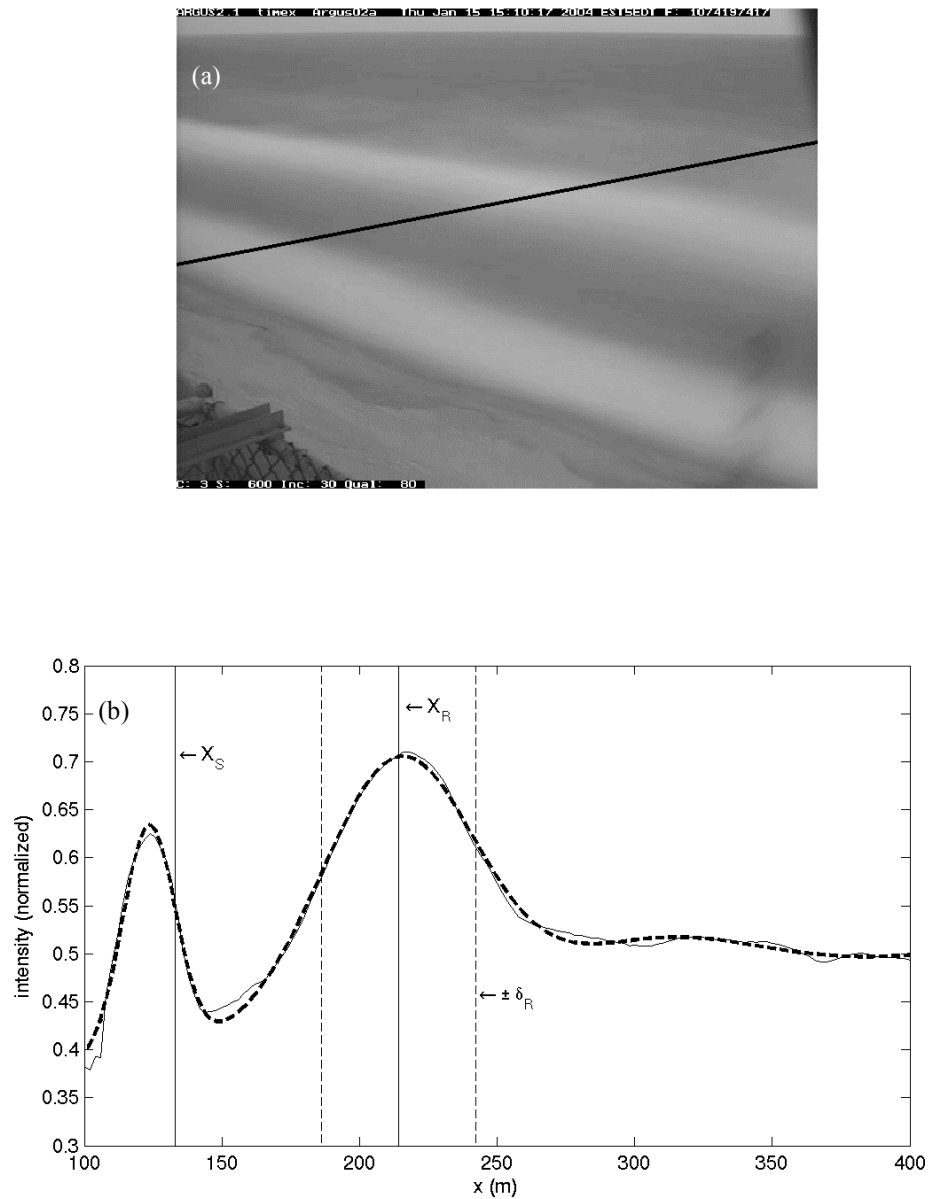 ARGUS2.1 timex Argus02a Thu Jan 15 15:10:17 2004 EST5EDT F: 1074197417
(a)
C: 3 S: 600 Inc: 30 Qual: 80
(b)
← X_S
← X_R
← ± δ_R
intensity (normalized)
0.8
0.75
0.7
0.65
0.6
0.55
0.5
0.45
0.4
0.35
0.3
100 150 200 250 300 350 400
x (m)